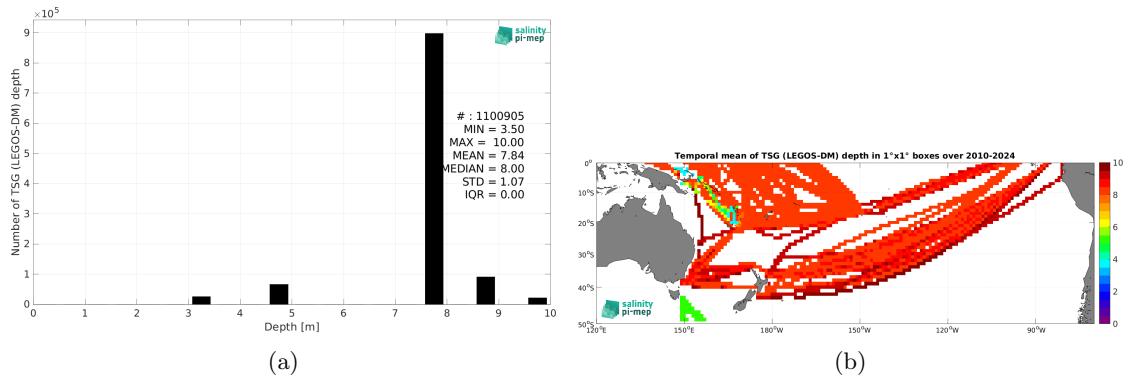 ×10⁵
9
8
7
6
5
4
3
2
1
0
Number of TSG (LEGOS-DM) depth
salinity
pi-mep
# : 1100905
MIN = 3.50
MAX = 10.00
MEAN = 7.84
MEDIAN = 8.00
STD = 1.07
IQR = 0.00
0 1 2 3 4 5 6 7 8 9 10
Depth [m]
(a)
Temporal mean of TSG (LEGOS-DM) depth in 1°x1° boxes over 2010-2024
0°
10°S
20°S
30°S
40°S
50°S
salinity
pi-mep
120°E 150°E 180°W 150°W 120°W 90°W
10
8
6
4
2
0
(b)